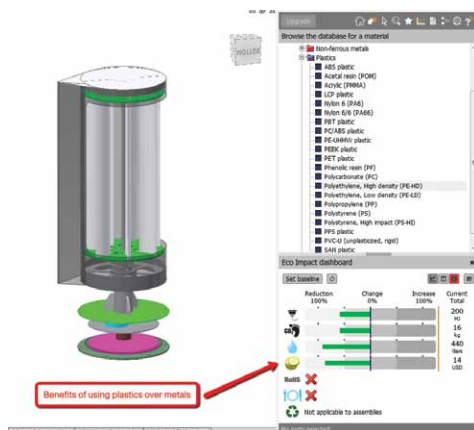 BOTTOM
Upgrade
Browse the database for a material
Non-ferrous metals
Plastics
ABS plastic
Acetal resin (POM)
Acrylic (PMMA)
LCP plastic
Nylon 6 (PA6)
Nylon 6/6 (PA66)
PBT plastic
PC/ABS plastic
PE-UHMW plastic
PEEK plastic
PET plastic
Phenolic resin (PF)
Polycarbonate (PC)
Polyethylene, High density (PE-HD)
Polyethylene, Low density (PE-LD)
Polypropylene (PP)
Polystyrene (PS)
Polystyrene, High impact (PS-HI)
PPS plastic
PVC-U (unplasticized, rigid)
SAN plastic
Eco Impact dashboard
Set baseline
Reduction Change Increase Current
100% 0% 100% Total
200
MJ
CO₂
16
kg
440
liters
14
USD
RoHS
Not applicable to assemblies
Benefits of using plastics over metals